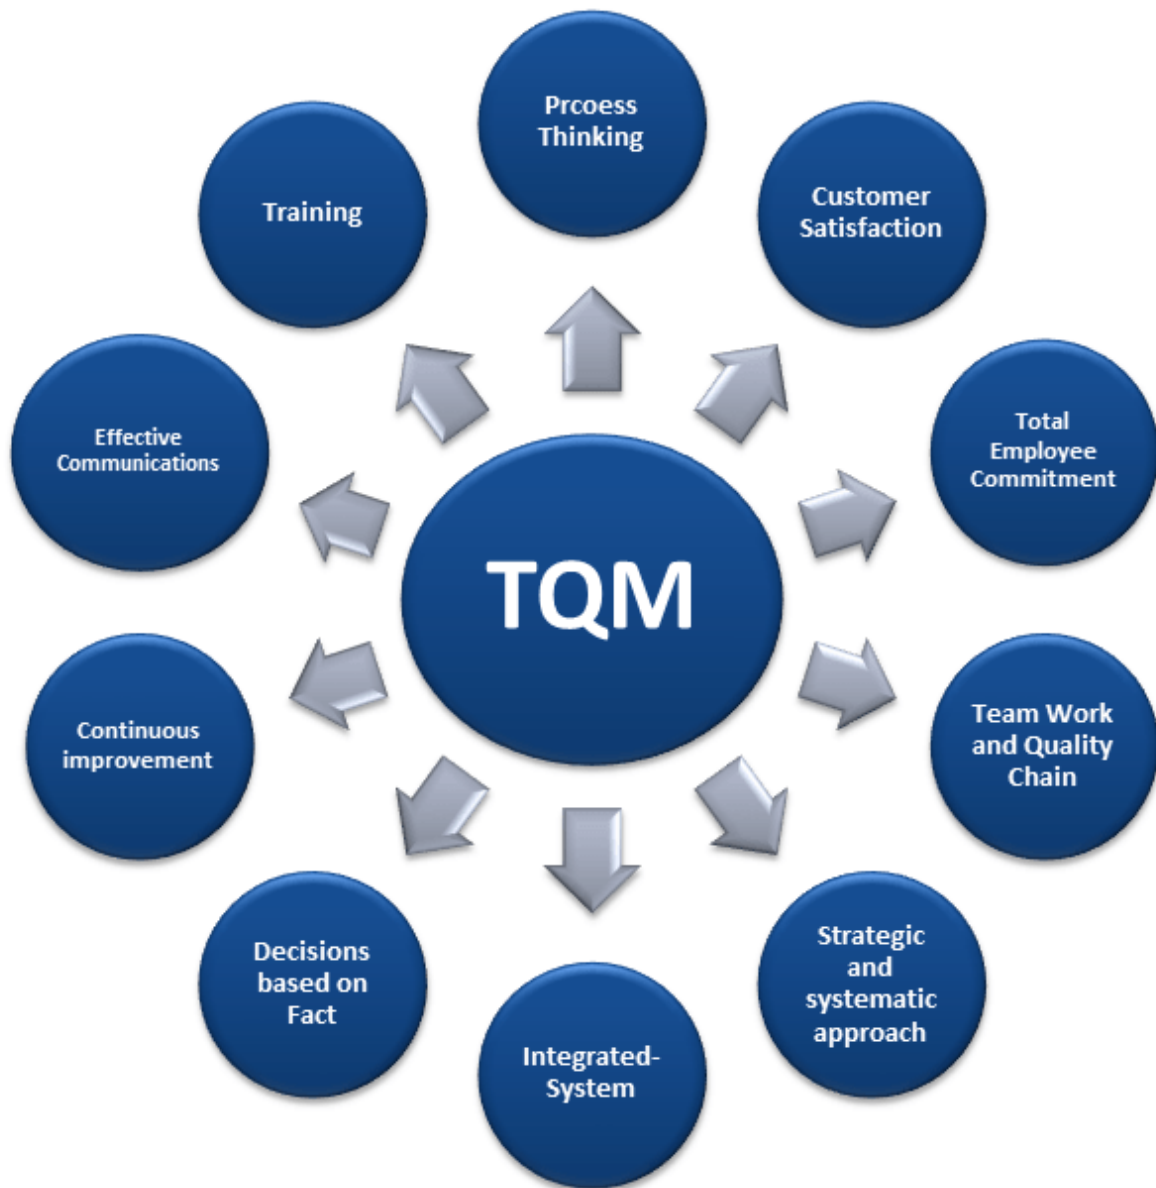 Prcoess
Thinking
Customer
Satisfaction
Total
Employee
Commitment
Team Work
and Quality
Chain
Strategic
and
systematic
approach
Integrated-
System
Decisions
based on
Fact
Continuous
improvement
Effective
Communications
Training
TQM